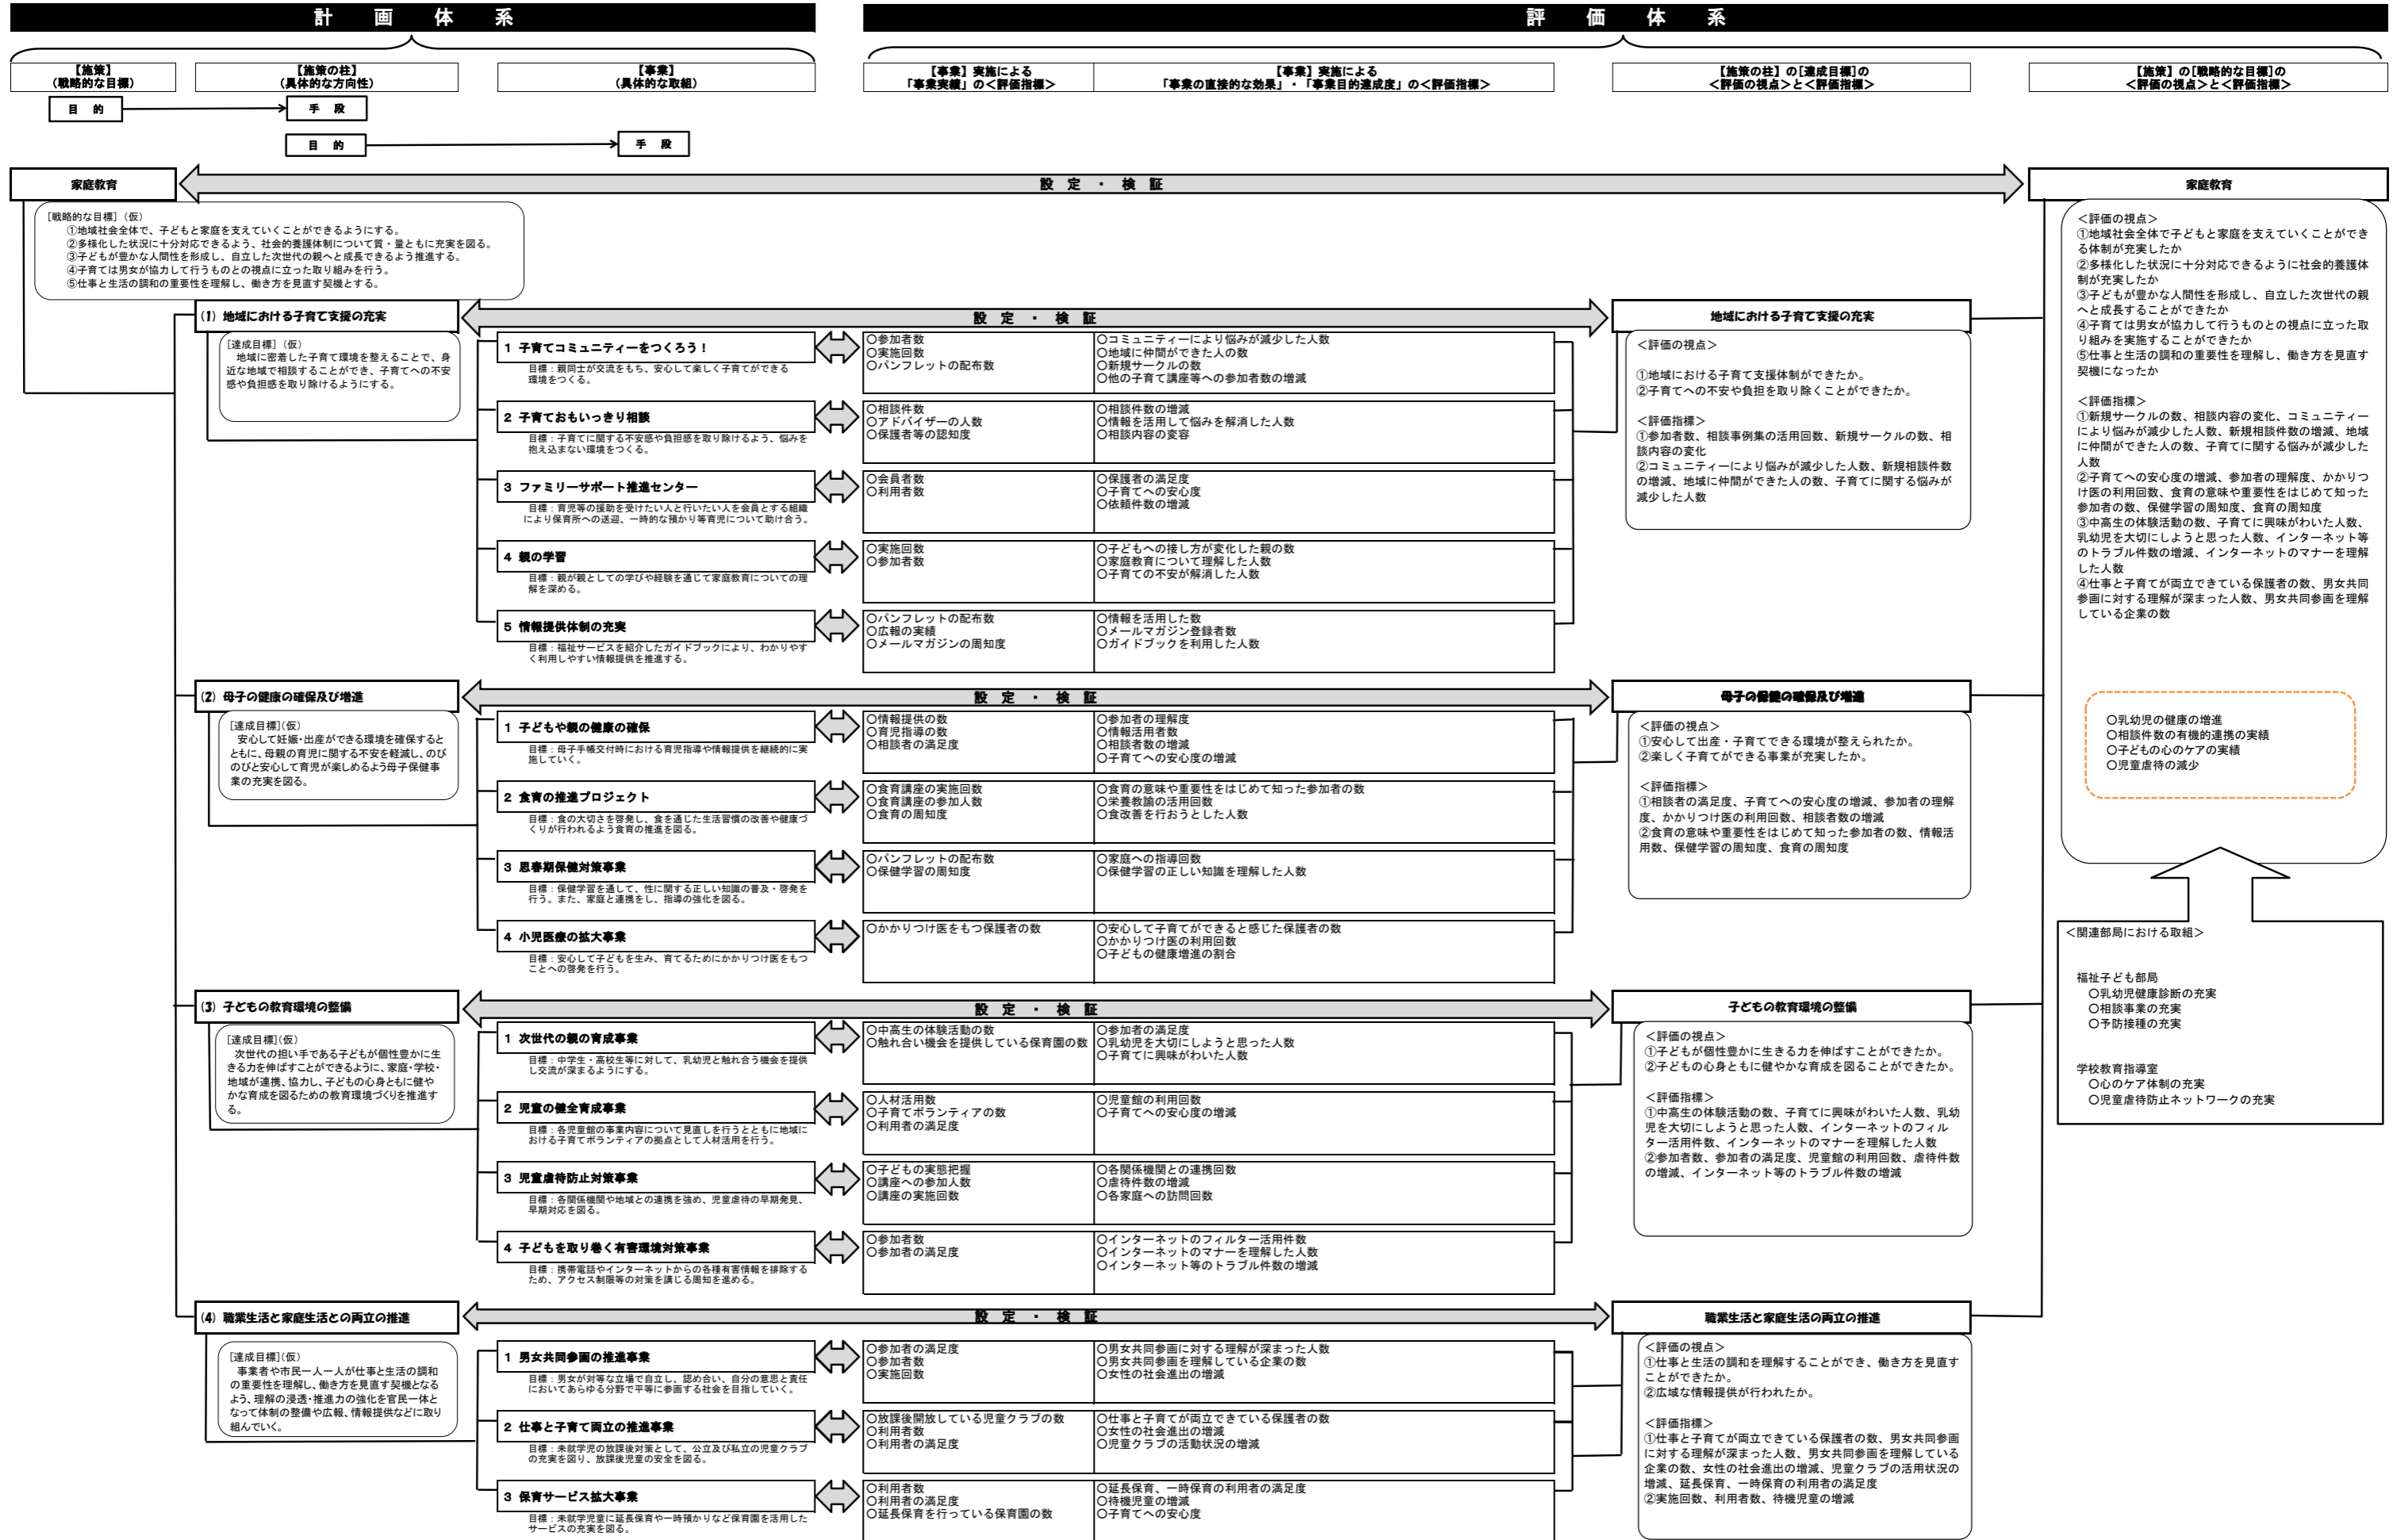 計　画　体　系
評　価　体　系
【施策】
（戦略的な目標）
【施策の柱】
（具体的な方向性）
【事業】
（具体的な取組）
【事業】実施による
「事業実績」の＜評価指標＞
【事業】実施による
「事業の直接的な効果」・「事業目的達成度」の＜評価指標＞
【施策の柱】の[達成目標]の
＜評価の視点＞と＜評価指標＞
【施策】の[戦略的な目標]の
＜評価の視点＞と＜評価指標＞
目　的
手　段
目　的
手　段
家庭教育
設　定　・　検　証
家庭教育
[戦略的な目標]（仮）
①地域社会全体で、子どもと家庭を支えていくことができるようにする。
②多様化した状況に十分対応できるよう、社会的養護体制について質・量ともに充実を図る。
③子どもが豊かな人間性を形成し、自立した次世代の親へと成長できるよう推進する。
④子育ては男女が協力して行うものとの視点に立った取り組みを行う。
⑤仕事と生活の調和の重要性を理解し、働き方を見直す契機とする。
(1) 地域における子育て支援の充実
設　定　・　検　証
地域における子育て支援の充実
[達成目標]（仮）
地域に密着した子育て環境を整えることで、身
近な地域で相談することができ、子育てへの不安
感や負担感を取り除けるようにする。
1 子育てコミュニティーをつくろう！
目標：親同士が交流をもち、安心して楽しく子育てができる
環境をつくる。
○参加者数
○実施回数
○パンフレットの配布数
○コミュニティーにより悩みが減少した人数
○地域に仲間ができた人の数
○新規サークルの数
○他の子育て講座等への参加者数の増減
2 子育ておもいっきり相談
目標：子育てに関する不安感や負担感を取り除けるよう、悩みを
抱え込まない環境をつくる。
○相談件数
○アドバイザーの人数
○保護者等の認知度
○相談件数の増減
○情報を活用して悩みを解消した人数
○相談内容の変容
3 ファミリーサポート推進センター
目標：育児等の援助を受けたい人と行いたい人を会員とする組織
により保育所への送迎、一時的な預かり等育児について助け合う。
○会員者数
○利用者数
○保護者の満足度
○子育てへの安心度
○依頼件数の増減
4 親の学習
目標：親が親としての学びや経験を通じて家庭教育についての理
解を深める。
○実施回数
○参加者数
○子どもへの接し方が変化した親の数
○家庭教育について理解した人数
○子育ての不安が解消した人数
5 情報提供体制の充実
目標：福祉サービスを紹介したガイドブックにより、わかりやす
く利用しやすい情報提供を推進する。
○パンフレットの配布数
○広報の実績
○メールマガジンの周知度
○情報を活用した数
○メールマガジン登録者数
○ガイドブックを利用した人数
＜評価の視点＞
①地域における子育て支援体制ができたか。
②子育てへの不安や負担を取り除くことができたか。
＜評価指標＞
①参加者数、相談事例集の活用回数、新規サークルの数、相
談内容の変化
②コミュニティーにより悩みが減少した人数、新規相談件数
の増減、地域に仲間ができた人の数、子育てに関する悩みが
減少した人数
(2) 母子の健康の確保及び増進
設　定　・　検　証
母子の保健の確保及び増進
[達成目標](仮)
安心して妊娠・出産ができる環境を確保すると
ともに、母親の育児に関する不安を軽減し、のび
のびと安心して育児が楽しめるよう母子保健事
業の充実を図る。
1 子どもや親の健康の確保
目標：母子手帳交付時における育児指導や情報提供を継続的に実
施していく。
○情報提供の数
○育児指導の数
○相談者の満足度
○参加者の理解度
○情報活用者数
○相談者数の増減
○子育てへの安心度の増減
2 食育の推進プロジェクト
目標：食の大切さを啓発し、食を通じた生活習慣の改善や健康づ
くりが行われるよう食育の推進を図る。
○食育講座の実施回数
○食育講座の参加人数
○食育の周知度
○食育の意味や重要性をはじめて知った参加者の数
○栄養教諭の活用回数
○食改善を行おうとした人数
3 思春期保健対策事業
目標：保健学習を通して、性に関する正しい知識の普及・啓発を
行う。また、家庭と連携をし、指導の強化を図る。
○パンフレットの配布数
○保健学習の周知度
○家庭への指導回数
○保健学習の正しい知識を理解した人数
4 小児医療の拡大事業
目標：安心して子どもを生み、育てるためにかかりつけ医をもつ
ことへの啓発を行う。
○かかりつけ医をもつ保護者の数
○安心して子育てができると感じた保護者の数
○かかりつけ医の利用回数
○子どもの健康増進の割合
＜評価の視点＞
①安心して出産・子育てできる環境が整えられたか。
②楽しく子育てができる事業が充実したか。
＜評価指標＞
①相談者の満足度、子育てへの安心度の増減、参加者の理解
度、かかりつけ医の利用回数、相談者数の増減
②食育の意味や重要性をはじめて知った参加者の数、情報活
用数、保健学習の周知度、食育の周知度
(3) 子どもの教育環境の整備
設　定　・　検　証
子どもの教育環境の整備
[達成目標](仮)
次世代の担い手である子どもが個性豊かに生
きる力を伸ばすことができるように、家庭・学校・
地域が連携、協力し、子どもの心身ともに健や
かな育成を図るための教育環境づくりを推進す
る。
1 次世代の親の育成事業
目標：中学生・高校生等に対して、乳幼児と触れ合う機会を提供
し交流が深まるようにする。
○中高生の体験活動の数
○触れ合い機会を提供している保育園の数
○参加者の満足度
○乳幼児を大切にしようと思った人数
○子育てに興味がわいた人数
2 児童の健全育成事業
目標：各児童館の事業内容について見直しを行うとともに地域に
おける子育てボランティアの拠点として人材活用を行う。
○人材活用数
○子育てボランティアの数
○利用者の満足度
○児童館の利用回数
○子育てへの安心度の増減
3 児童虐待防止対策事業
目標：各関係機関や地域との連携を強め、児童虐待の早期発見、
早期対応を図る。
○子どもの実態把握
○講座への参加人数
○講座の実施回数
○各関係機関との連携回数
○虐待件数の増減
○各家庭への訪問回数
4 子どもを取り巻く有害環境対策事業
目標：携帯電話やインターネットからの各種有害情報を排除する
ため、アクセス制限等の対策を講じる周知を進める。
○参加者数
○参加者の満足度
○インターネットのフィルター活用件数
○インターネットのマナーを理解した人数
○インターネット等のトラブル件数の増減
＜評価の視点＞
①子どもが個性豊かに生きる力を伸ばすことができたか。
②子どもの心身ともに健やかな育成を図ることができたか。
＜評価指標＞
①中高生の体験活動の数、子育てに興味がわいた人数、乳幼
児を大切にしようと思った人数、インターネットのフィル
ター活用件数、インターネットのマナーを理解した人数
②参加者数、参加者の満足度、児童館の利用回数、虐待件数
の増減、インターネット等のトラブル件数の増減
(4) 職業生活と家庭生活との両立の推進
設　定　・　検　証
職業生活と家庭生活の両立の推進
[達成目標](仮)
事業者や市民一人一人が仕事と生活の調和
の重要性を理解し、働き方を見直す契機となる
よう、理解の浸透・推進力の強化を官民一体と
なって体制の整備や広報、情報提供などに取り
組んでいく。
1 男女共同参画の推進事業
目標：男女が対等な立場で自立し、認め合い、自分の意思と責任
においてあらゆる分野で平等に参画する社会を目指していく。
○参加者の満足度
○参加者数
○実施回数
○男女共同参画に対する理解が深まった人数
○男女共同参画を理解している企業の数
○女性の社会進出の増減
2 仕事と子育て両立の推進事業
目標：未就学児の放課後対策として、公立及び私立の児童クラブ
の充実を図り、放課後児童の安全を図る。
○放課後開放している児童クラブの数
○利用者数
○利用者の満足度
○仕事と子育てが両立できている保護者の数
○女性の社会進出の増減
○児童クラブの活動状況の増減
3 保育サービス拡大事業
目標：未就学児童に延長保育や一時預かりなど保育園を活用した
サービスの充実を図る。
○利用者数
○利用者の満足度
○延長保育を行っている保育園の数
○延長保育、一時保育の利用者の満足度
○待機児童の増減
○子育てへの安心度
＜評価の視点＞
①仕事と生活の調和を理解することができ、働き方を見直す
ことができたか。
②広域な情報提供が行われたか。
＜評価指標＞
①仕事と子育てが両立できている保護者の数、男女共同参画
に対する理解が深まった人数、男女共同参画を理解している
企業の数、女性の社会進出の増減、児童クラブの活用状況の
増減、延長保育、一時保育の利用者の満足度
②実施回数、利用者数、待機児童の増減
＜評価の視点＞
①地域社会全体で子どもと家庭を支えていくことができ
る体制が充実したか
②多様化した状況に十分対応できるように社会的養護体
制が充実したか
③子どもが豊かな人間性を形成し、自立した次世代の親
へと成長することができたか
④子育ては男女が協力して行うものとの視点に立った取
り組みを実施することができたか
⑤仕事と生活の調和の重要性を理解し、働き方を見直す
契機になったか
＜評価指標＞
①新規サークルの数、相談内容の変化、コミュニティー
により悩みが減少した人数、新規相談件数の増減、地域
に仲間ができた人の数、子育てに関する悩みが減少した
人数
②子育てへの安心度の増減、参加者の理解度、かかりつ
け医の利用回数、食育の意味や重要性をはじめて知った
参加者の数、保健学習の周知度、食育の周知度
③中高生の体験活動の数、子育てに興味がわいた人数、
乳幼児を大切にしようと思った人数、インターネット等
のトラブル件数の増減、インターネットのマナーを理解
した人数
④仕事と子育てが両立できている保護者の数、男女共同
参画に対する理解が深まった人数、男女共同参画を理解
している企業の数
○乳幼児の健康の増進
○相談件数の有機的連携の実績
○子どもの心のケアの実績
○児童虐待の減少
＜関連部局における取組＞
福祉子ども部局
○乳幼児健康診断の充実
○相談事業の充実
○予防接種の充実
学校教育指導室
○心のケア体制の充実
○児童虐待防止ネットワークの充実